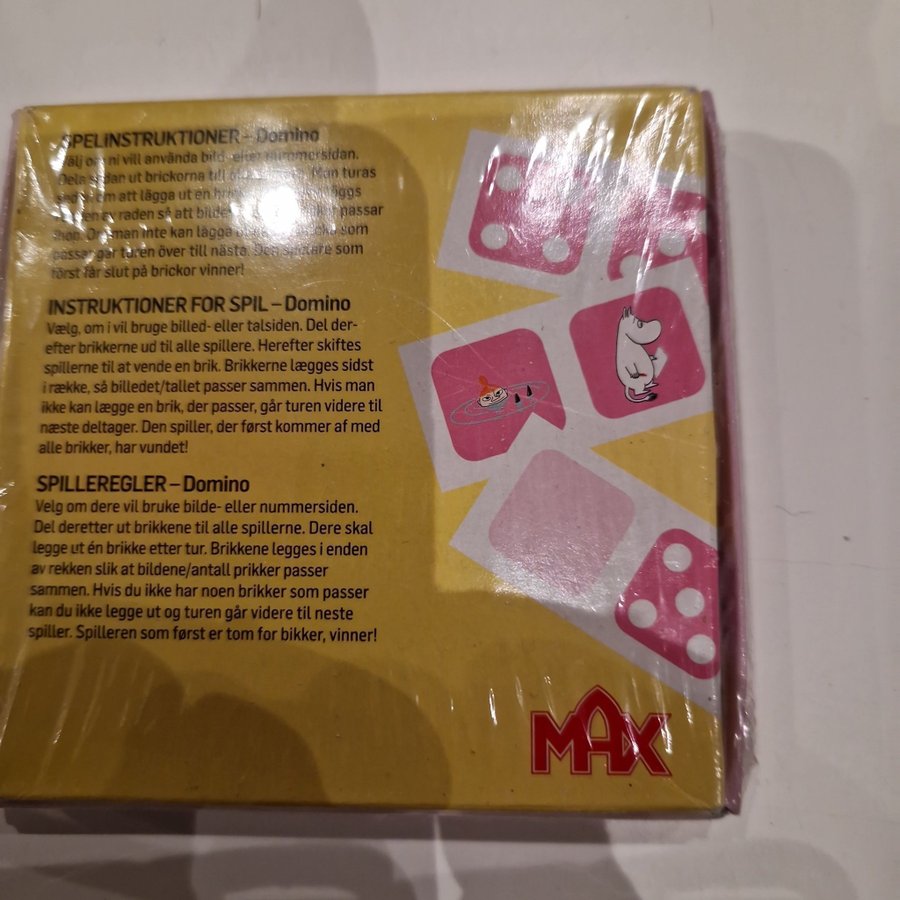 SPELINSTRUKTIONER – Domino
Välj om ni vill använda bild- eller nummersidan.
Dela sedan ut brickorna till Man turas
om att lägga ut en läggs
av raden så att passar
man inte kan lägga som
passar går turen över till nästa. Den spelare som
först får slut på brickor vinner!
INSTRUKTIONER FOR SPIL – Domino
Vælg, om i vil bruge billed- eller talsiden. Del der-
efter brikkerne ud til alle spillere. Herefter skiftes
spillerne til at vende en brik. Brikkerne lægges sidst
i række, så billedet/tallet passer sammen. Hvis man
ikke kan lægge en brik, der passer, går turen videre til
næste deltager. Den spiller, der først kommer af med
alle brikker, har vundet!
SPILLEREGLER – Domino
Velg om dere vil bruke bilde- eller nummersiden.
Del deretter ut brikkene til alle spillerne. Dere skal
legge ut én brikke etter tur. Brikkene legges i enden
av rekken slik at bildene/antall prikker passer
sammen. Hvis du ikke har noen brikker som passer
kan du ikke legge ut og turen går videre til neste
spiller. Spilleren som først er tom for bikker, vinner!
MAX